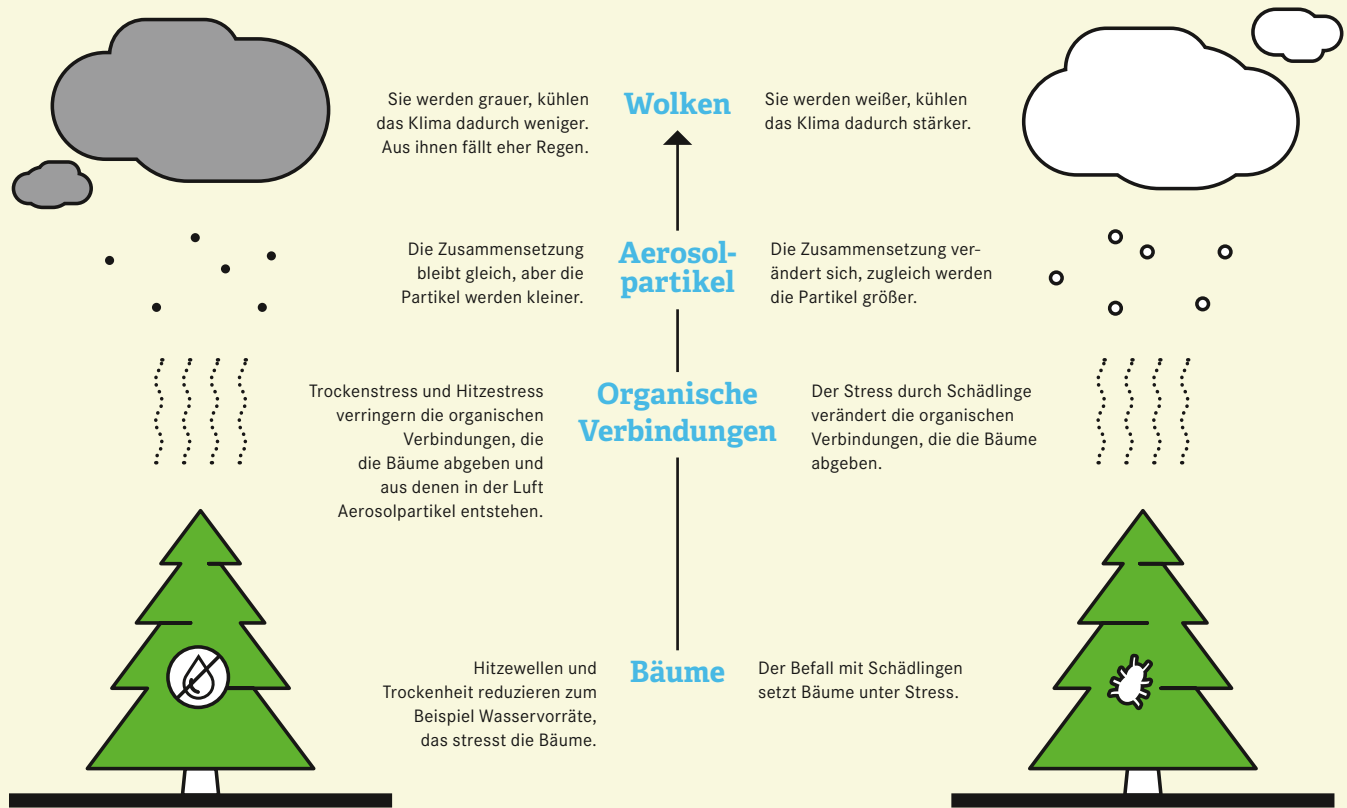 Sie werden grauer, kühlen
das Klima dadurch weniger.
Aus ihnen fällt eher Regen.
Wolken
Sie werden weißer, kühlen
das Klima dadurch stärker.
Die Zusammensetzung
bleibt gleich, aber die
Partikel werden kleiner.
Aerosol-
partikel
Die Zusammensetzung ver-
ändert sich, zugleich werden
die Partikel größer.
Trockenstress und Hitzestress
verringern die organischen
Verbindungen, die
die Bäume abgeben und
aus denen in der Luft
Aerosolpartikel entstehen.
Organische
Verbindungen
Der Stress durch Schädlinge
verändert die organischen
Verbindungen, die die Bäume
abgeben.
Hitzewellen und
Trockenheit reduzieren zum
Beispiel Wasservorräte,
das stresst die Bäume.
Bäume
Der Befall mit Schädlingen
setzt Bäume unter Stress.